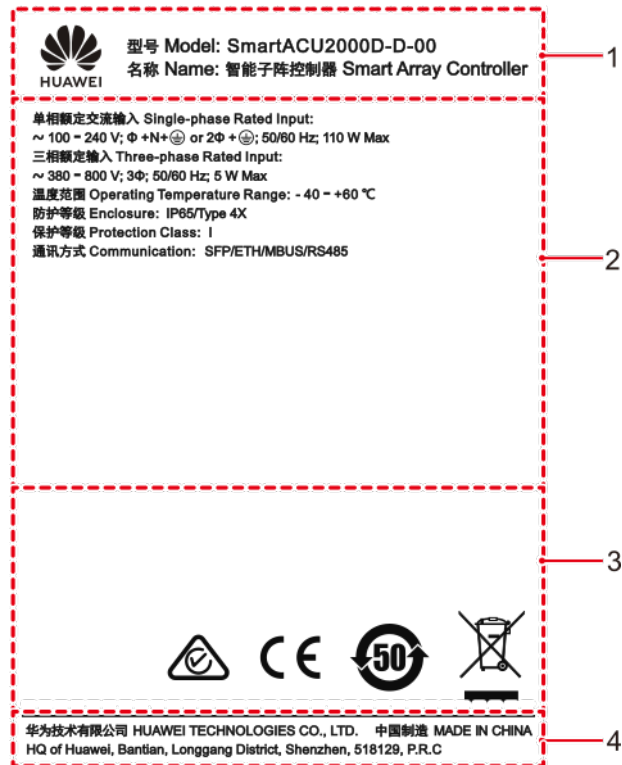 HUAWEI
型号 Model: SmartACU2000D-D-00
名称 Name: 智能子阵控制器 Smart Array Controller
1
单相额定交流输入 Single-phase Rated Input:
~ 100 - 240 V; Φ +N+ or 2Φ + ; 50/60 Hz; 110 W Max
三相额定输入 Three-phase Rated Input:
~ 380 - 800 V; 3Φ; 50/60 Hz; 5 W Max
温度范围 Operating Temperature Range: - 40 - +60 ℃
防护等级 Enclosure: IP65/Type 4X
保护等级 Protection Class: I
通讯方式 Communication: SFP/ETH/MBUS/RS485
2
3
CE
50
华为技术有限公司 HUAWEI TECHNOLOGIES CO., LTD. 中国制造 MADE IN CHINA
HQ of Huawei, Bantian, Longgang District, Shenzhen, 518129, P.R.C
4